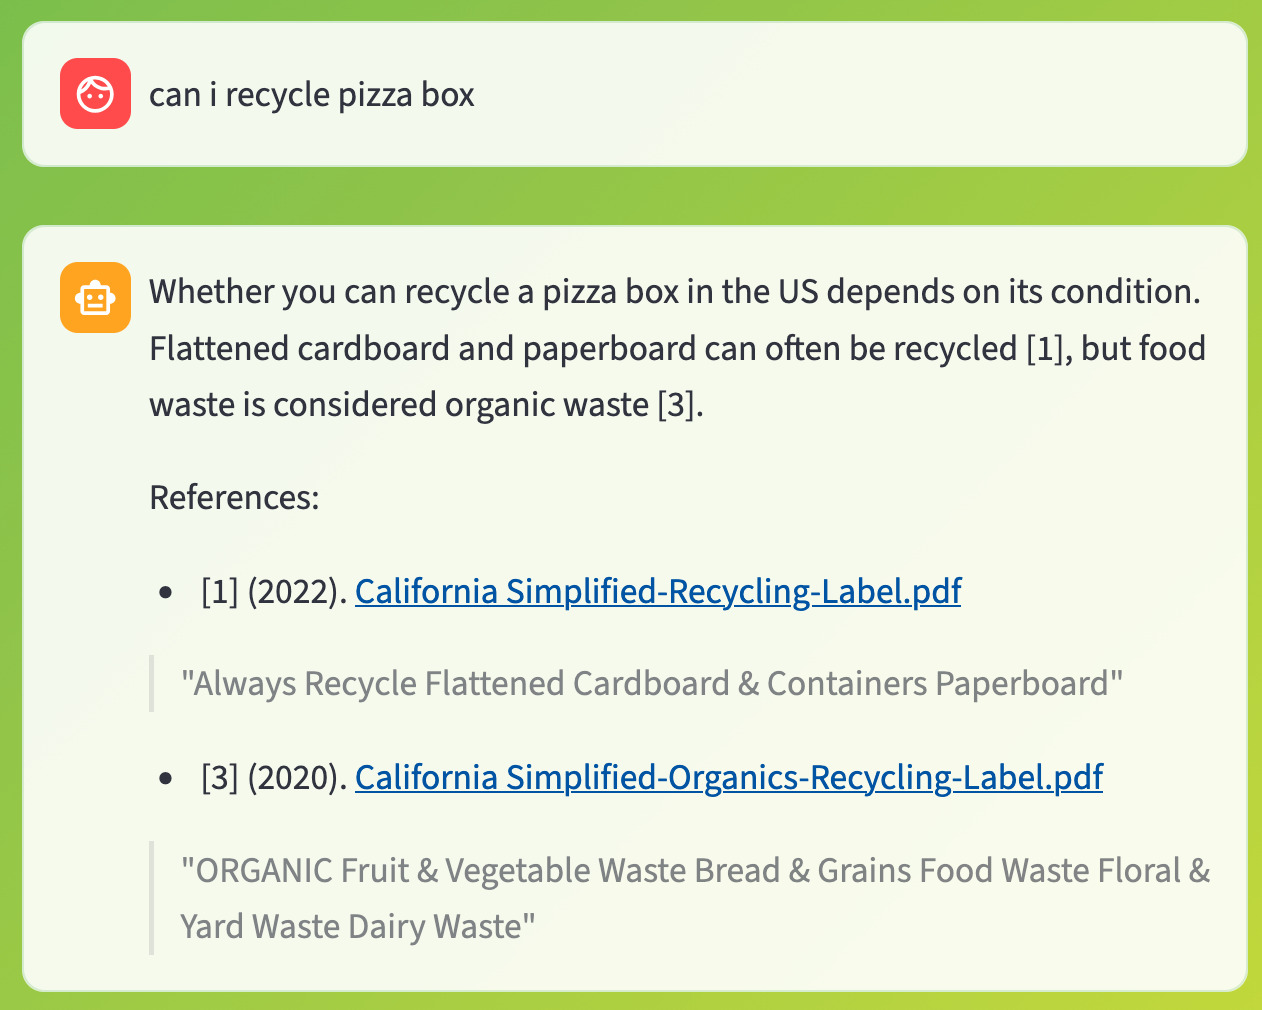 can i recycle pizza box
Whether you can recycle a pizza box in the US depends on its condition.
Flattened cardboard and paperboard can often be recycled [1], but food
waste is considered organic waste [3].
References:
• [1] (2022). California Simplified-Recycling-Label.pdf
"Always Recycle Flattened Cardboard & Containers Paperboard"
• [3] (2020). California Simplified-Organics-Recycling-Label.pdf
"ORGANIC Fruit & Vegetable Waste Bread & Grains Food Waste Floral &
Yard Waste Dairy Waste"